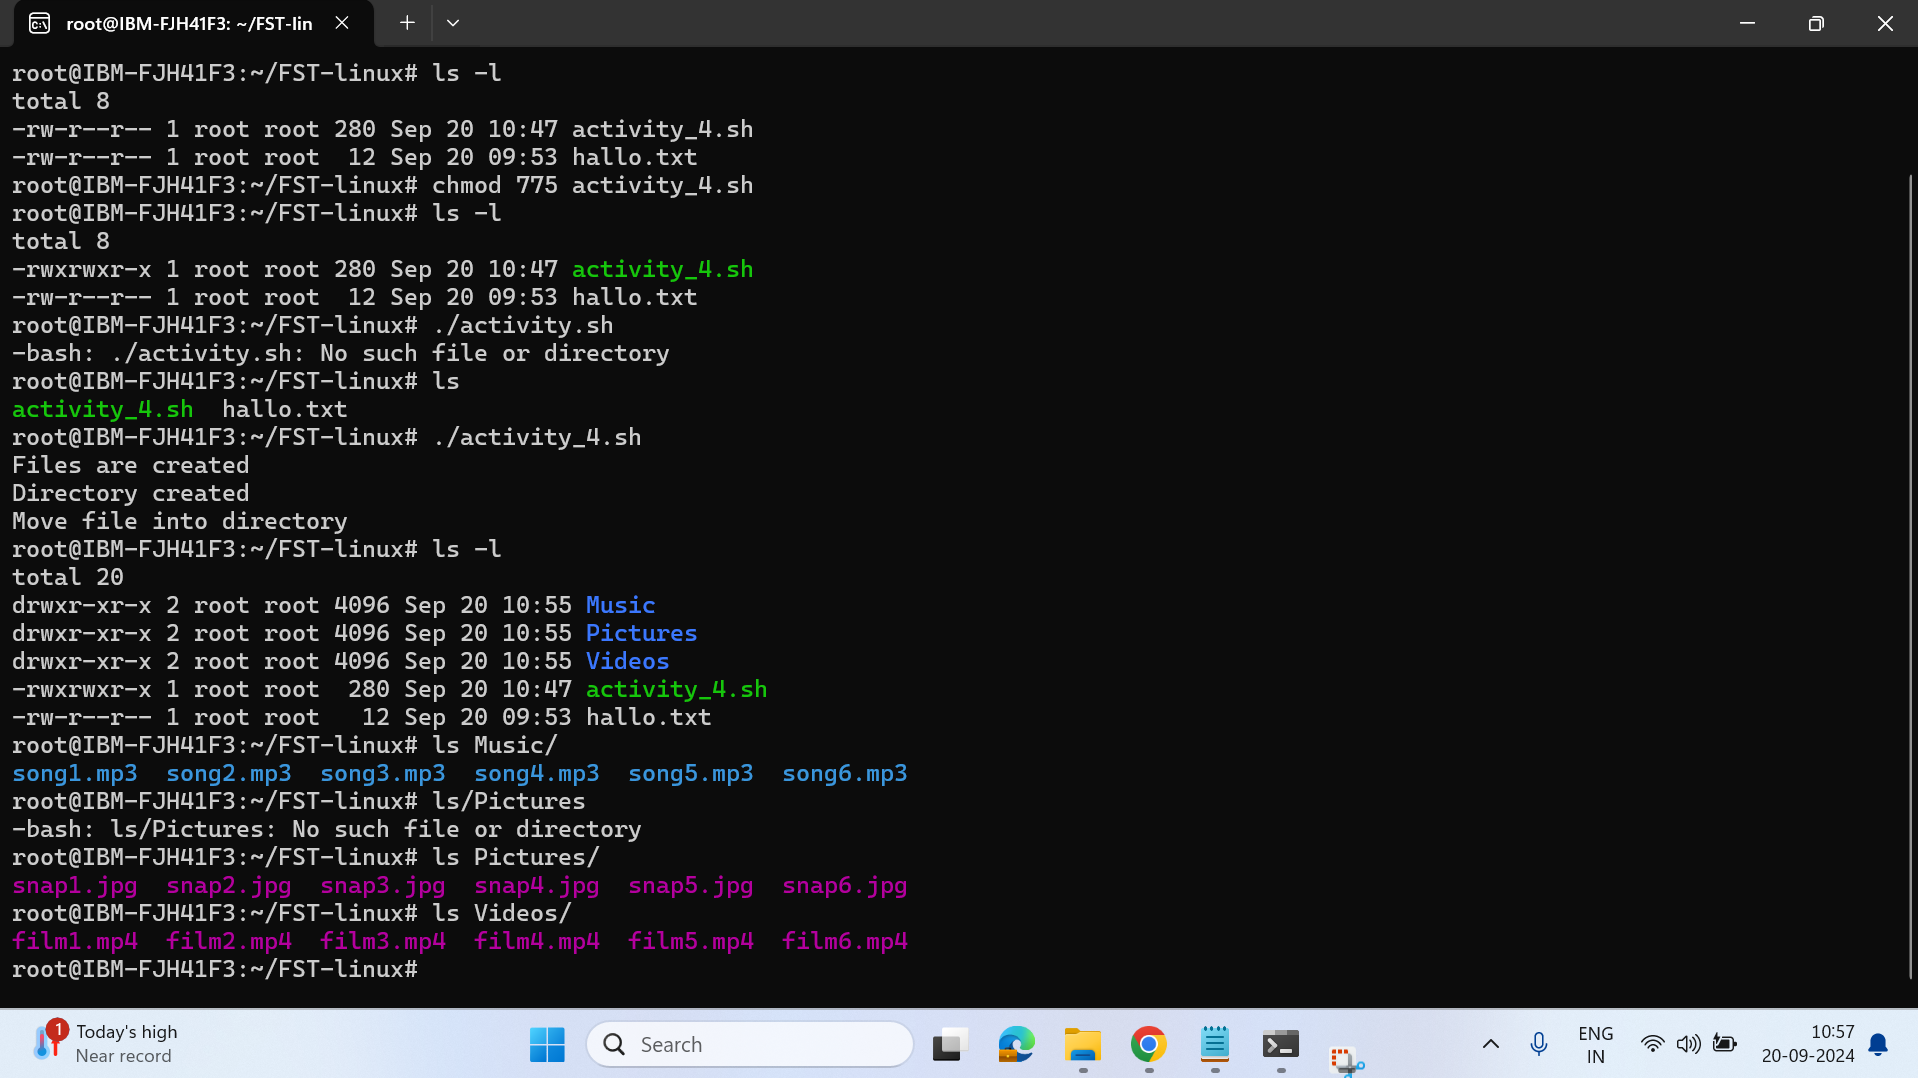 root@IBM-FJH41F3: ~/FST-lin
root@IBM-FJH41F3:~/FST-linux# ls -l
total 8
-rw-r--r-- 1 root root 280 Sep 20 10:47 activity_4.sh
-rw-r--r-- 1 root root  12 Sep 20 09:53 hallo.txt
root@IBM-FJH41F3:~/FST-linux# chmod 775 activity_4.sh
root@IBM-FJH41F3:~/FST-linux# ls -l
total 8
-rwxrwxr-x 1 root root 280 Sep 20 10:47 activity_4.sh
-rw-r--r-- 1 root root  12 Sep 20 09:53 hallo.txt
root@IBM-FJH41F3:~/FST-linux# ./activity.sh
-bash: ./activity.sh: No such file or directory
root@IBM-FJH41F3:~/FST-linux# ls
activity_4.sh  hallo.txt
root@IBM-FJH41F3:~/FST-linux# ./activity_4.sh
Files are created
Directory created
Move file into directory
root@IBM-FJH41F3:~/FST-linux# ls -l
total 20
drwxr-xr-x 2 root root 4096 Sep 20 10:55 Music
drwxr-xr-x 2 root root 4096 Sep 20 10:55 Pictures
drwxr-xr-x 2 root root 4096 Sep 20 10:55 Videos
-rwxrwxr-x 1 root root  280 Sep 20 10:47 activity_4.sh
-rw-r--r-- 1 root root   12 Sep 20 09:53 hallo.txt
root@IBM-FJH41F3:~/FST-linux# ls Music/
song1.mp3  song2.mp3  song3.mp3  song4.mp3  song5.mp3  song6.mp3
root@IBM-FJH41F3:~/FST-linux# ls/Pictures
-bash: ls/Pictures: No such file or directory
root@IBM-FJH41F3:~/FST-linux# ls Pictures/
snap1.jpg  snap2.jpg  snap3.jpg  snap4.jpg  snap5.jpg  snap6.jpg
root@IBM-FJH41F3:~/FST-linux# ls Videos/
film1.mp4  film2.mp4  film3.mp4  film4.mp4  film5.mp4  film6.mp4
root@IBM-FJH41F3:~/FST-linux#
1
Today's high
Near record
Search
ENG
IN
10:57
20-09-2024